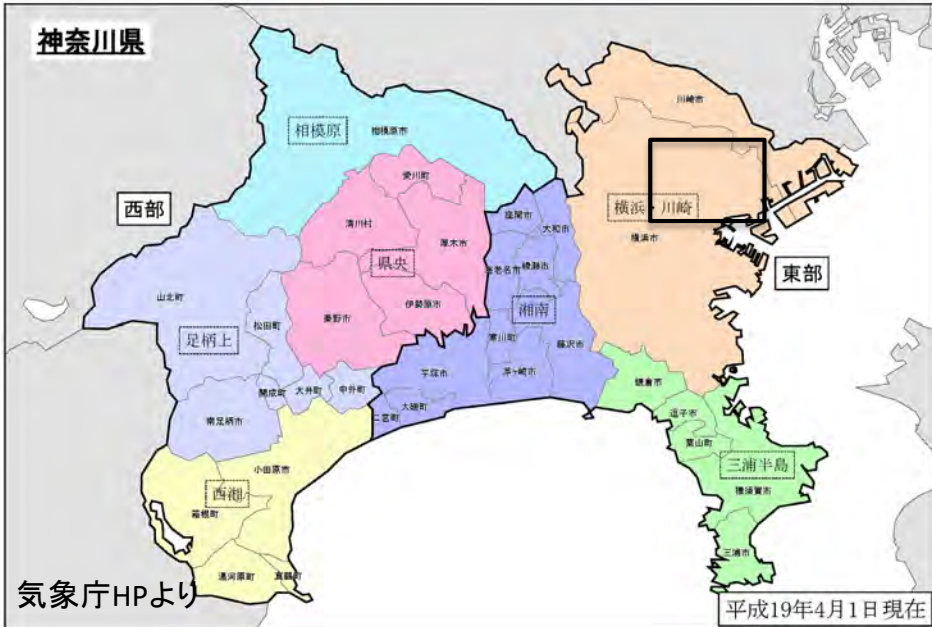 神奈川県
川崎市
相模原
相模原市
愛川町
西部
横浜・川崎
座間市
清川村
大和市
横浜市
厚木市
県央
海老名市
綾瀬市
東部
山北町
伊勢原市
秦野市
湘南
松田町
足柄上
寒川町
藤沢市
平塚市
茅ヶ崎市
鎌倉市
開成町
大井町
中井町
大磯町
二宮町
南足柄市
逗子市
葉山町
小田原市
三浦半島
西湘
横須賀市
箱根町
三浦市
湯河原町
真鶴町
気象庁HPより
平成19年4月1日現在